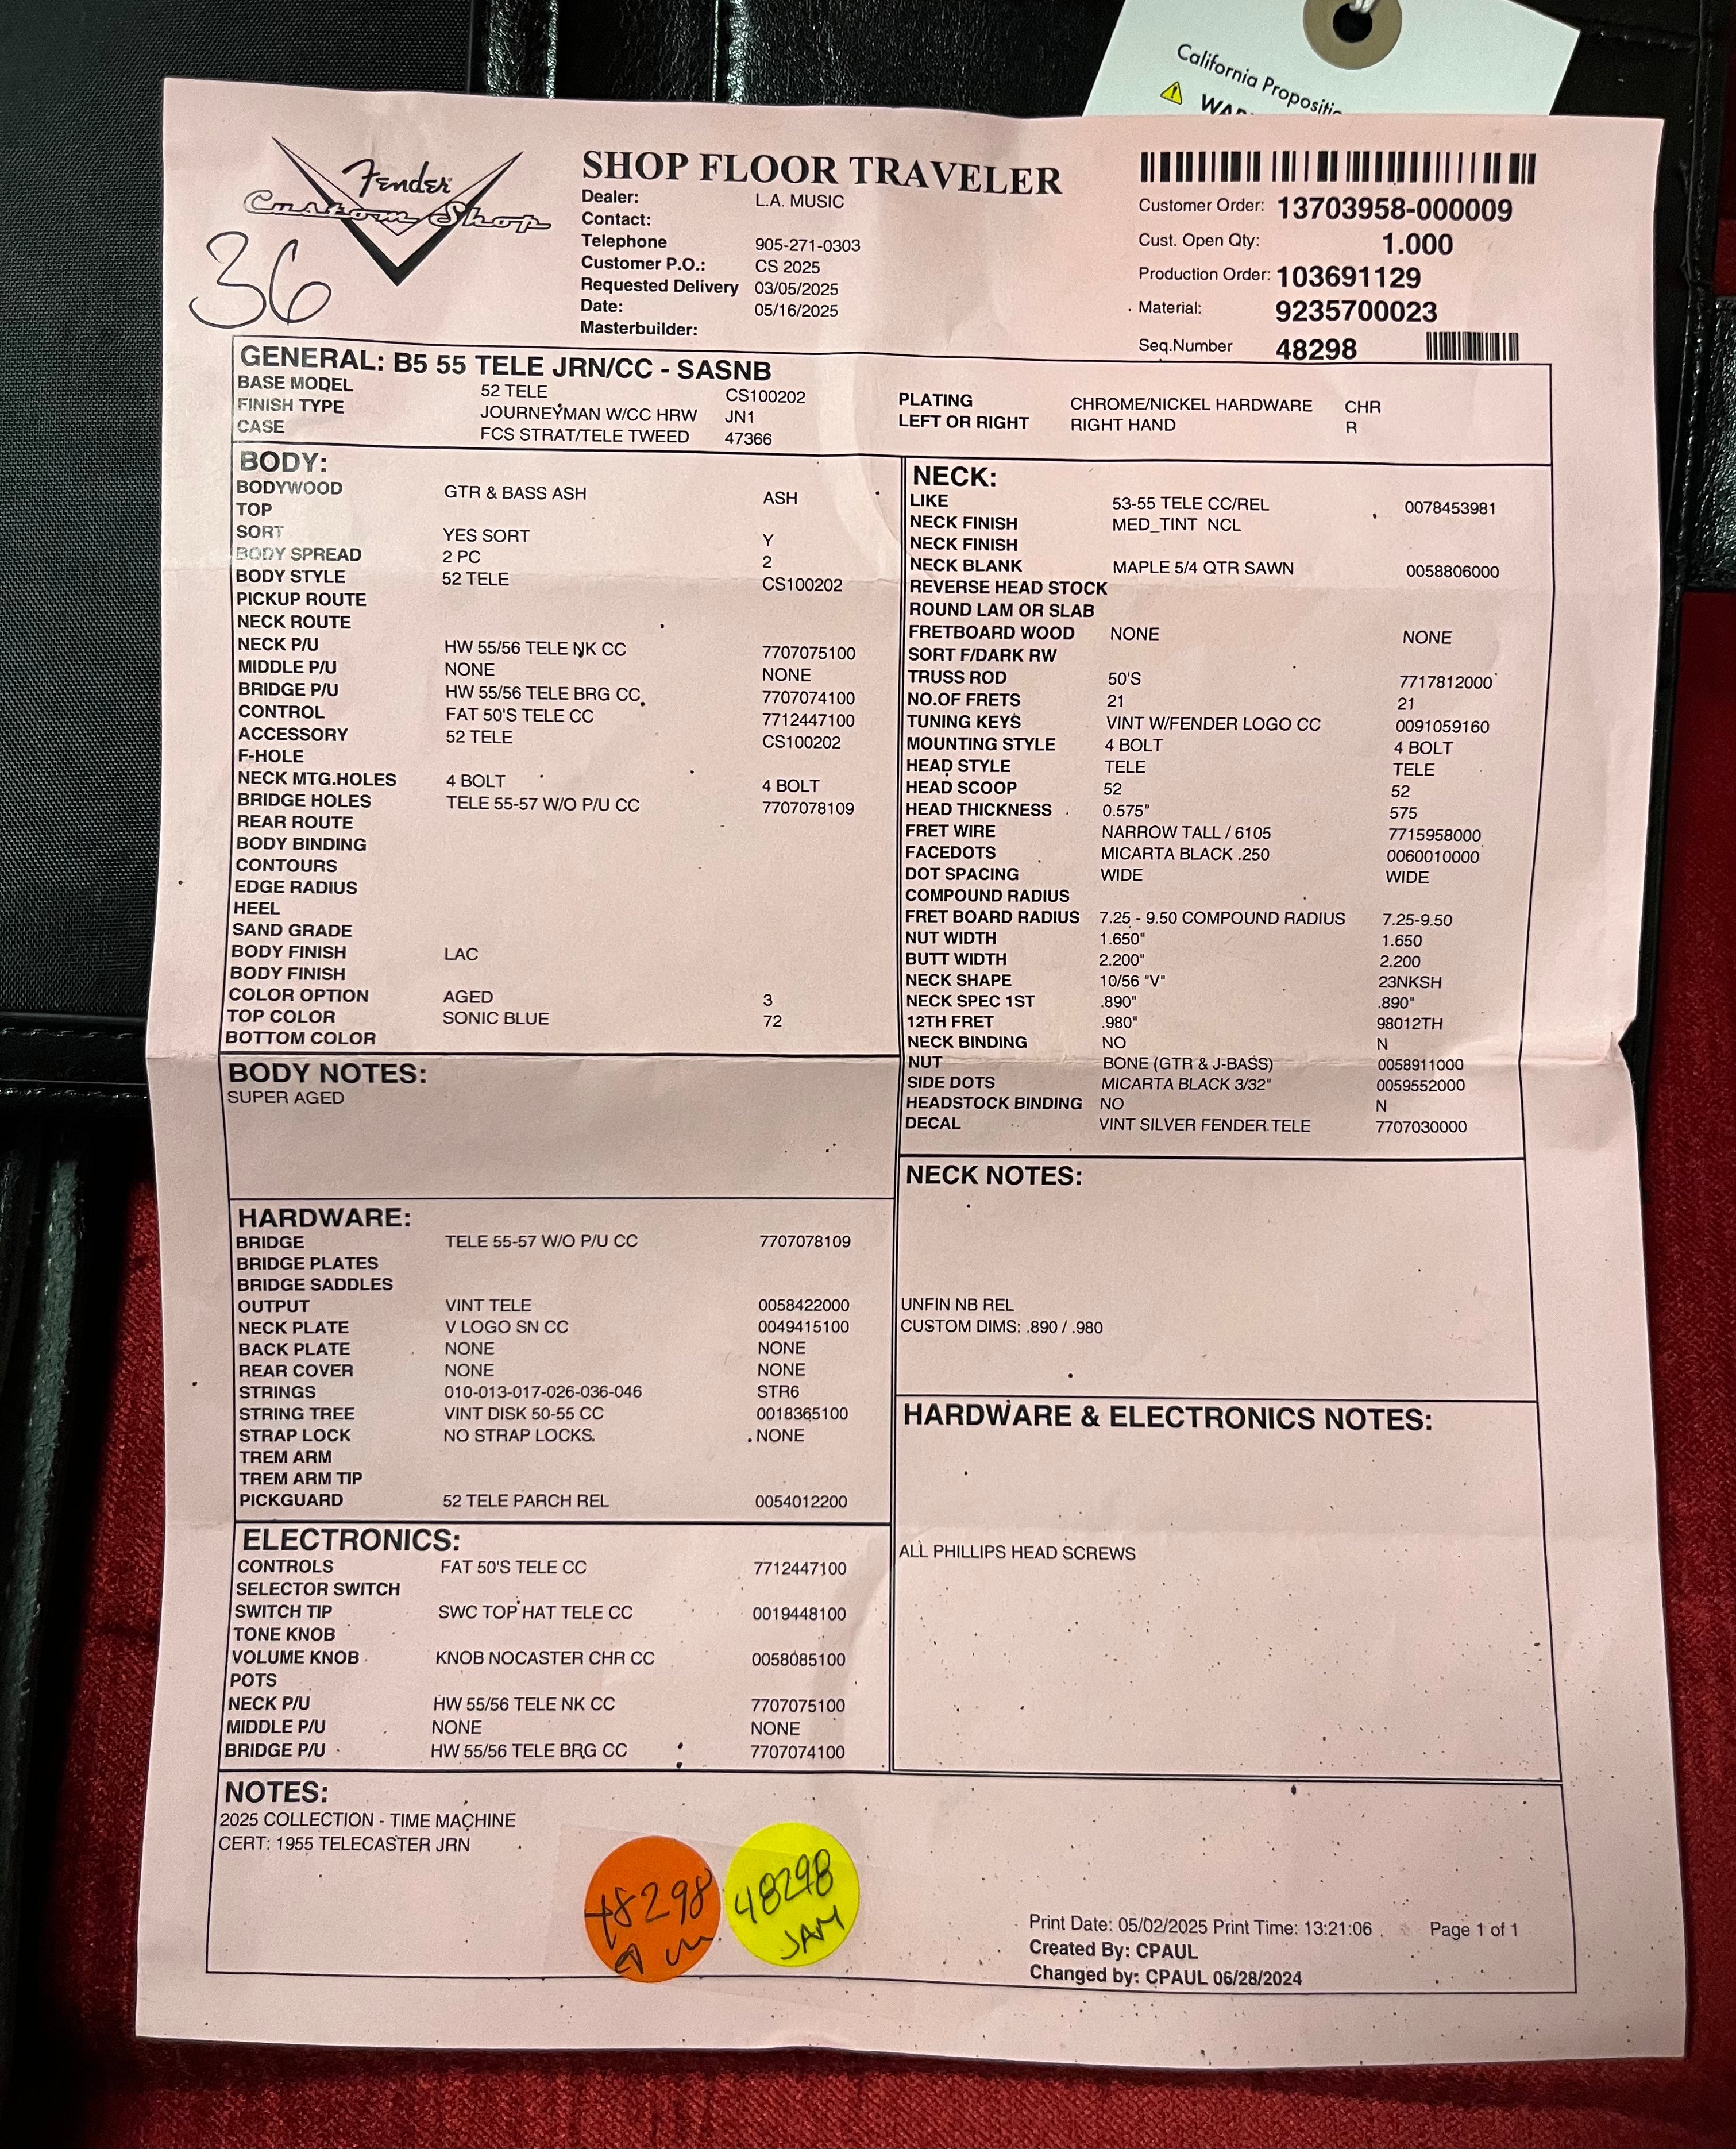 California Propositio
WAR
Fender
Custom Shop
36
SHOP FLOOR TRAVELER
Dealer: L.A. MUSIC
Contact:
Telephone 905-271-0303
Customer P.O.: CS 2025
Requested Delivery 03/05/2025
Date: 05/16/2025
Masterbuilder:
Customer Order: 13703958-000009
Cust. Open Qty: 1.000
Production Order: 103691129
Material: 9235700023
Seq.Number 48298
GENERAL: B5 55 TELE JRN/CC - SASNB
BASE MODEL 52 TELE CS100202
FINISH TYPE JOURNEYMAN W/CC HRW JN1
CASE FCS STRAT/TELE TWEED 47366
PLATING CHROME/NICKEL HARDWARE CHR
LEFT OR RIGHT RIGHT HAND R
BODY:
BODYWOOD GTR & BASS ASH ASH
TOP
SORT YES SORT Y
BODY SPREAD 2 PC 2
BODY STYLE 52 TELE CS100202
PICKUP ROUTE
NECK ROUTE
NECK P/U HW 55/56 TELE NK CC 7707075100
MIDDLE P/U NONE NONE
BRIDGE P/U HW 55/56 TELE BRG CC 7707074100
CONTROL FAT 50'S TELE CC 7712447100
ACCESSORY 52 TELE CS100202
F-HOLE
NECK MTG.HOLES 4 BOLT 4 BOLT
BRIDGE HOLES TELE 55-57 W/O P/U CC 7707078109
REAR ROUTE
BODY BINDING
CONTOURS
EDGE RADIUS
HEEL
SAND GRADE
BODY FINISH LAC
BODY FINISH
COLOR OPTION AGED 3
TOP COLOR SONIC BLUE 72
BOTTOM COLOR
BODY NOTES:
SUPER AGED
HARDWARE:
BRIDGE TELE 55-57 W/O P/U CC 7707078109
BRIDGE PLATES
BRIDGE SADDLES
OUTPUT VINT TELE 0058422000
NECK PLATE V LOGO SN CC 0049415100
BACK PLATE NONE NONE
REAR COVER NONE NONE
STRINGS 010-013-017-026-036-046 STR6
STRING TREE VINT DISK 50-55 CC 0018365100
STRAP LOCK NO STRAP LOCKS. NONE
TREM ARM
TREM ARM TIP
PICKGUARD 52 TELE PARCH REL 0054012200
ELECTRONICS:
CONTROLS FAT 50'S TELE CC 7712447100
SELECTOR SWITCH
SWITCH TIP SWC TOP HAT TELE CC 0019448100
TONE KNOB
VOLUME KNOB KNOB NOCASTER CHR CC 0058085100
POTS
NECK P/U HW 55/56 TELE NK CC 7707075100
MIDDLE P/U NONE NONE
BRIDGE P/U HW 55/56 TELE BRG CC 7707074100
NECK:
LIKE 53-55 TELE CC/REL 0078453981
NECK FINISH MED_TINT NCL
NECK FINISH
NECK BLANK MAPLE 5/4 QTR SAWN 0058806000
REVERSE HEAD STOCK
ROUND LAM OR SLAB
FRETBOARD WOOD NONE NONE
SORT F/DARK RW
TRUSS ROD 50'S 7717812000
NO.OF FRETS 21 21
TUNING KEYS VINT W/FENDER LOGO CC 0091059160
MOUNTING STYLE 4 BOLT 4 BOLT
HEAD STYLE TELE TELE
HEAD SCOOP 52 52
HEAD THICKNESS 0.575" 575
FRET WIRE NARROW TALL / 6105 7715958000
FACEDOTS MICARTA BLACK .250 0060010000
DOT SPACING WIDE WIDE
COMPOUND RADIUS
FRET BOARD RADIUS 7.25 - 9.50 COMPOUND RADIUS 7.25-9.50
NUT WIDTH 1.650" 1.650
BUTT WIDTH 2.200" 2.200
NECK SHAPE 10/56 "V" 23NKSH
NECK SPEC 1ST .890" .890"
12TH FRET .980" 98012TH
NECK BINDING NO N
NUT BONE (GTR & J-BASS) 0058911000
SIDE DOTS MICARTA BLACK 3/32" 0059552000
HEADSTOCK BINDING NO N
DECAL VINT SILVER FENDER TELE 7707030000
NECK NOTES:
UNFIN NB REL
CUSTOM DIMS: .890 / .980
HARDWARE & ELECTRONICS NOTES:
ALL PHILLIPS HEAD SCREWS
NOTES:
2025 COLLECTION - TIME MACHINE
CERT: 1955 TELECASTER JRN
48298
48298
JAM
Print Date: 05/02/2025 Print Time: 13:21:06 Page 1 of 1
Created By: CPAUL
Changed by: CPAUL 06/28/2024